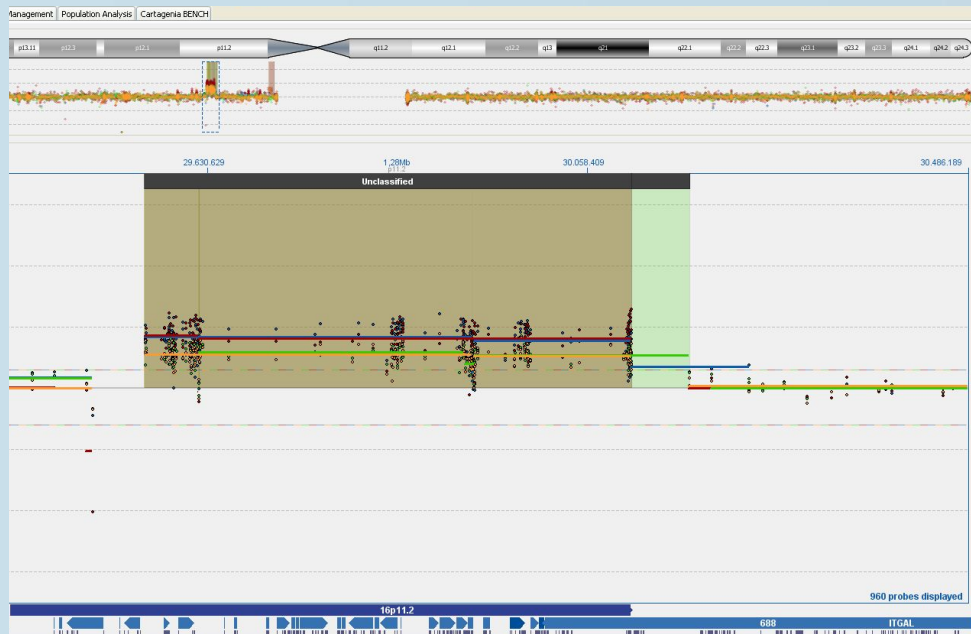 Management Population Analysis Cartagenia BENCH
p13.11 p12.3 p12.1 p11.2 q11.2 q12.1 q12.2 q13 q21 q22.1 q22.2 q22.3 q23.1 q23.2 q23.3 q24.1 q24.2 q24.3
29.630.629 1,28Mb 30.058.409 30.486.189
p11.2
Unclassified
960 probes displayed
16p11.2
688 ITGAL